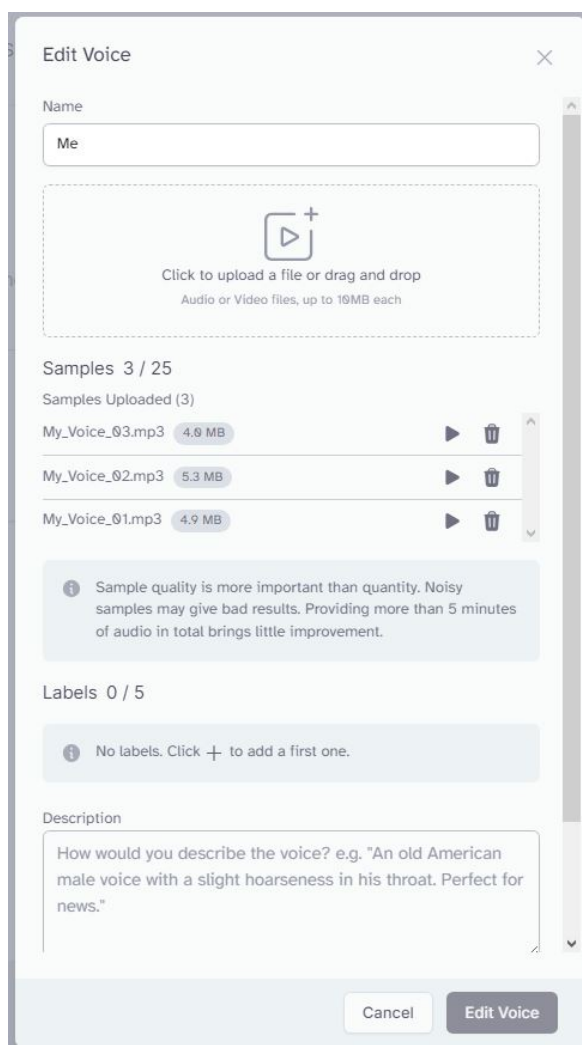 Edit Voice
Name
Me
Click to upload a file or drag and drop
Audio or Video files, up to 10MB each
Samples 3 / 25
Samples Uploaded (3)
My_Voice_03.mp3 4.0 MB
My_Voice_02.mp3 5.3 MB
My_Voice_01.mp3 4.9 MB
Sample quality is more important than quantity. Noisy
samples may give bad results. Providing more than 5 minutes
of audio in total brings little improvement.
Labels 0 / 5
No labels. Click + to add a first one.
Description
How would you describe the voice? e.g. "An old American
male voice with a slight hoarseness in his throat. Perfect for
news."
Cancel Edit Voice